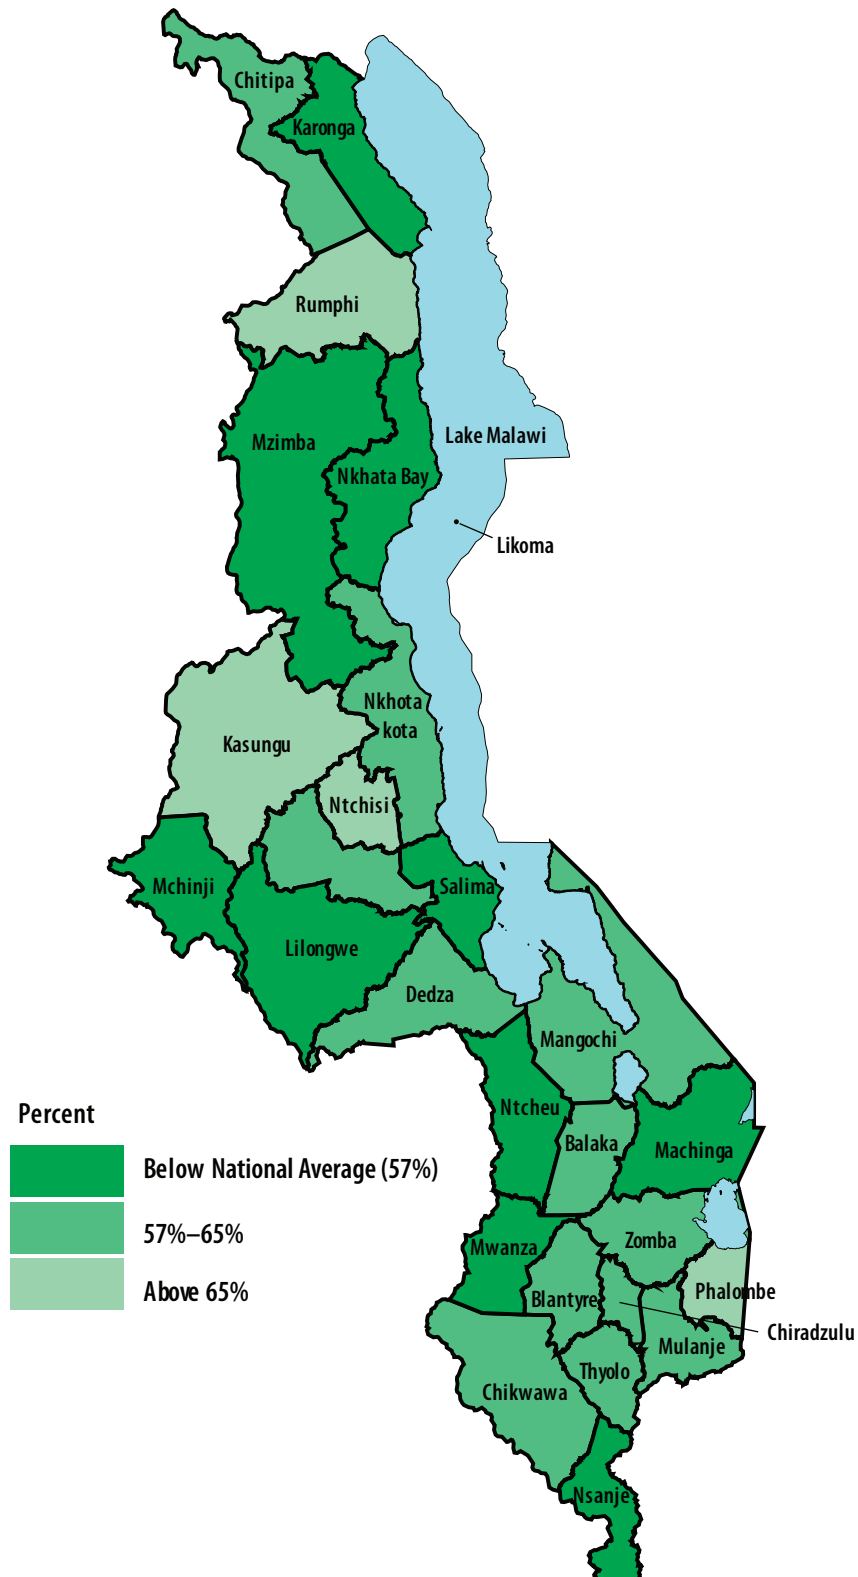 Chitipa
Karonga
Rumphi
Mzimba
Lake Malawi
Nkhata Bay
Likoma
Nkhota
kota
Kasungu
Ntchisi
Mchinji
Salima
Lilongwe
Dedza
Mangochi
Ntcheu
Balaka
Machinga
Percent
Below National Average (57%)
57%–65%
Above 65%
Mwanza
Zomba
Blantyre
Phalombe
Chiradzulu
Mulanje
Thyolo
Chikwawa
Nsanje